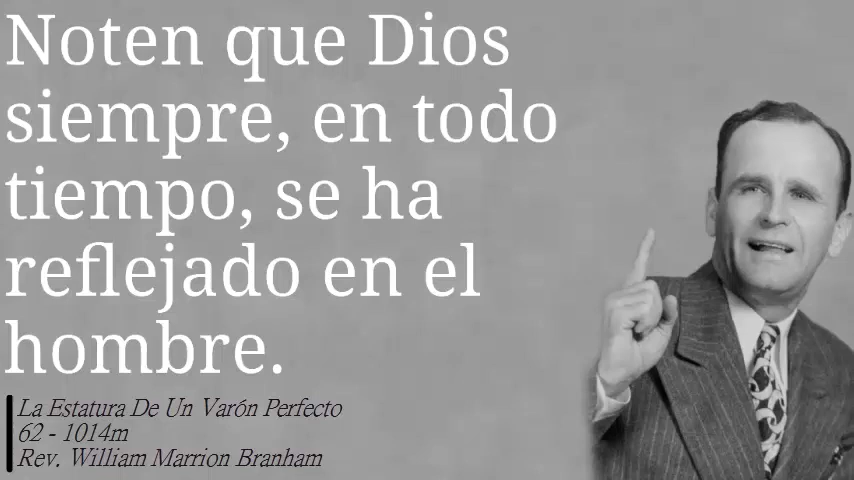 Noten que Dios
siempre, en todo
tiempo, se ha
reflejado en el
hombre.
La Estatura De Un Varón Perfecto
62 - 1014m
Rev. William Marrion Branham